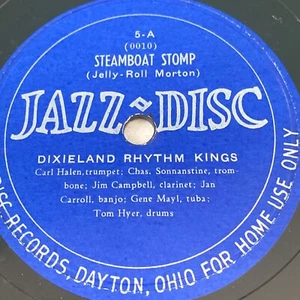 5-A
(0010)
STEAMBOAT STOMP
(Jelly-Roll Morton)
JAZZ~DISC
DIXIELAND RHYTHM KINGS
Carl Halen, trumpet; Chas. Sonnanstine, trom-
bone; Jim Campbell, clarinet; Jan
Carroll, banjo; Gene Mayl, tuba;
Tom Hyer, drums
DISC RECORDS, DAYTON, OHIO FOR HOME USE ONLY